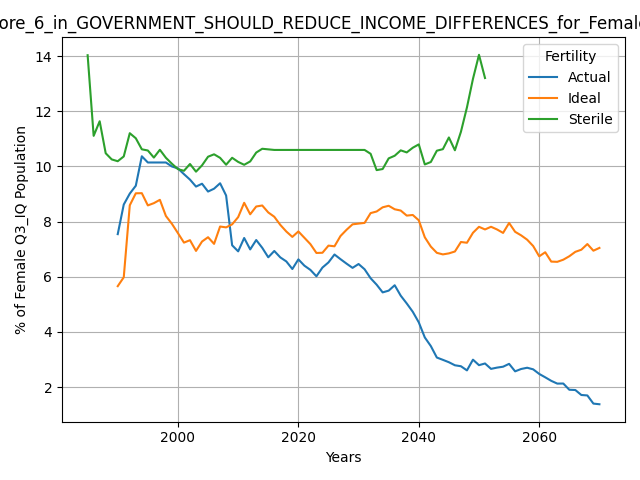 ore_6_in_GOVERNMENT_SHOULD_REDUCE_INCOME_DIFFERENCES_for_Female
% of Female Q3_IQ Population
14
12
10
8
6
4
2
Fertility
Actual
Ideal
Sterile
2000
2020
2040
2060
Years